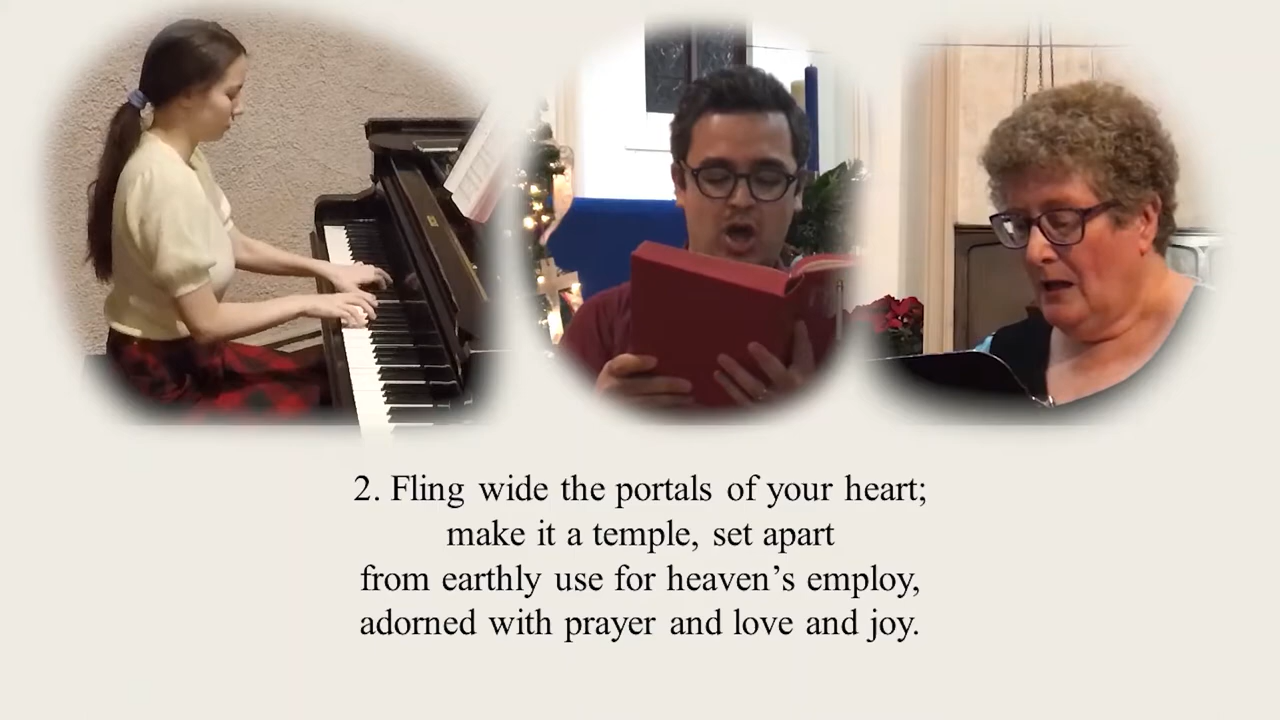 2. Fling wide the portals of your heart;
make it a temple, set apart
from earthly use for heaven’s employ,
adorned with prayer and love and joy.